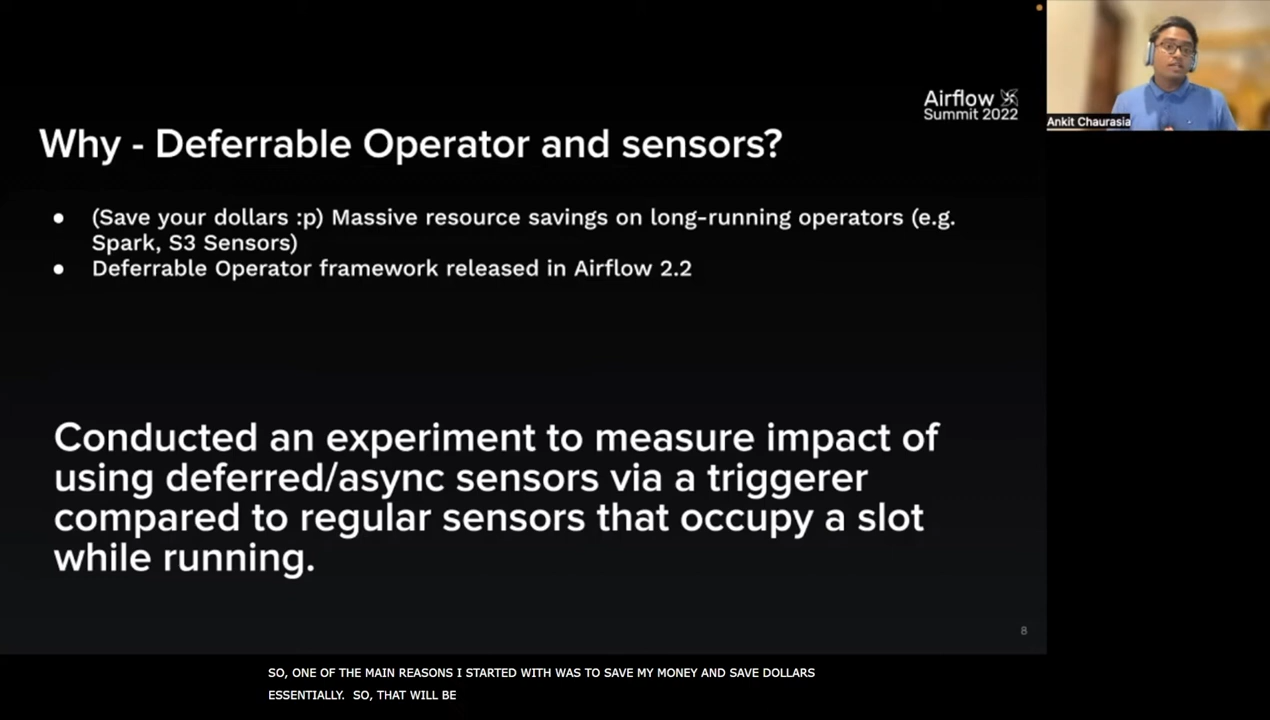 Airflow
Summit 2022
Ankit Chaurasia
Why - Deferrable Operator and sensors?
● (Save your dollars :p) Massive resource savings on long-running operators (e.g.
Spark, S3 Sensors)
● Deferrable Operator framework released in Airflow 2.2
Conducted an experiment to measure impact of
using deferred/async sensors via a triggerer
compared to regular sensors that occupy a slot
while running.
8
SO, ONE OF THE MAIN REASONS I STARTED WITH WAS TO SAVE MY MONEY AND SAVE DOLLARS
ESSENTIALLY. SO, THAT WILL BE